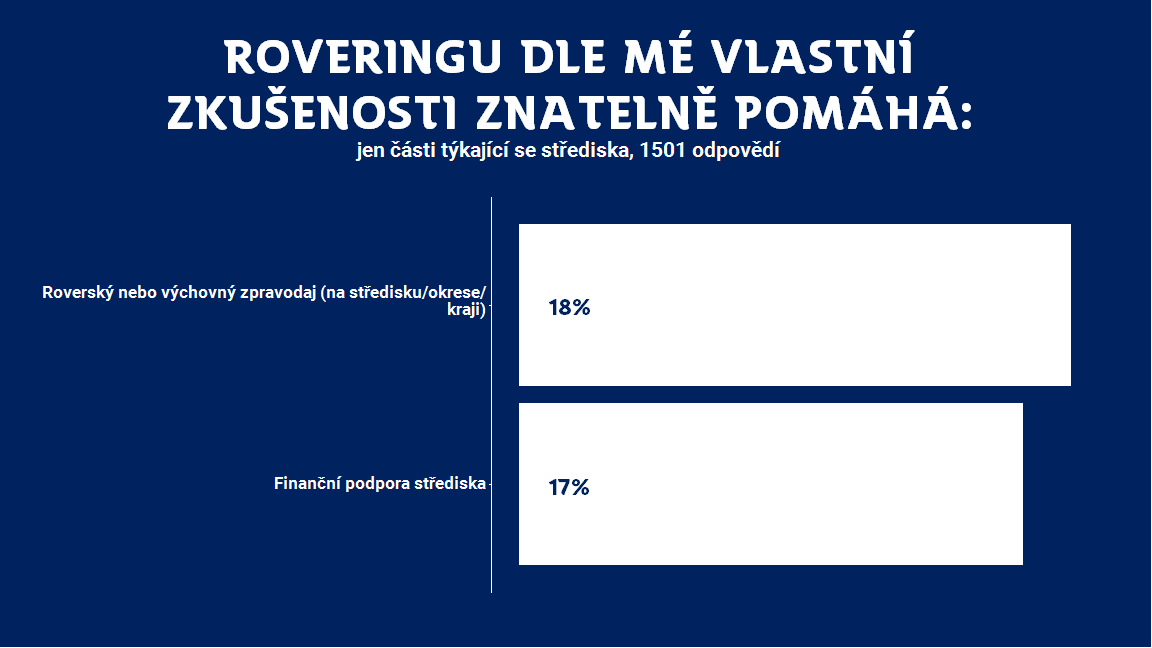 ROVERINGU DLE MÉ VLASTNÍ
ZKUŠENOSTI ZNATELNĚ POMÁHÁ:
jen části týkající se střediska, 1501 odpovědí
Roverský nebo výchovný zpravodaj (na středisku/okrese/
kraji)
18%
Finanční podpora střediska
17%